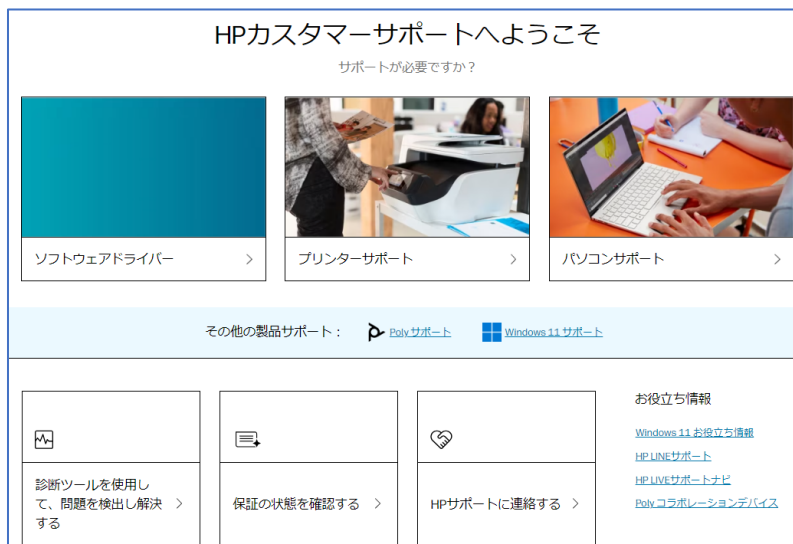 HPカスタマーサポートへようこそ
サポートが必要ですか？
ソフトウェアドライバー
プリンターサポート
パソコンサポート
その他の製品サポート： Poly サポート Windows 11 サポート
お役立ち情報
Windows 11 お役立ち情報
HP LINEサポート
HP LIVEサポートナビ
Poly コラボレーションデバイス
診断ツールを使用し
て、問題を検出し解決
する
保証の状態を確認する
HPサポートに連絡する